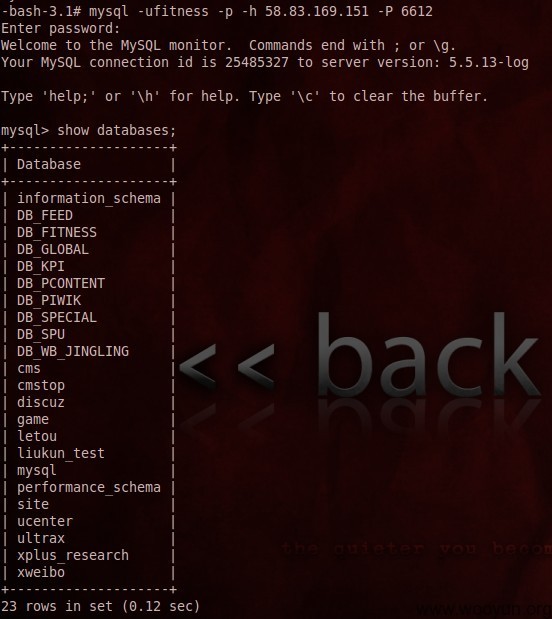 -bash-3.1# mysql -ufitness -p -h 58.83.169.151 -P 6612
Enter password:
Welcome to the MySQL monitor.  Commands end with ; or \g.
Your MySQL connection id is 25485327 to server version: 5.5.13-log
Type 'help;' or '\h' for help. Type '\c' to clear the buffer.
mysql> show databases;
+--------------------+
| Database           |
+--------------------+
| information_schema |
| DB_FEED            |
| DB_FITNESS         |
| DB_GLOBAL          |
| DB_KPI             |
| DB_PCONTENT        |
| DB_PIWIK           |
| DB_SPECIAL         |
| DB_SPU             |
| DB_WB_JINGLING     |
| cms                |
| cmstop             |
| discuz             |
| game               |
| letou              |
| liukun_test        |
| mysql              |
| performance_schema |
| site               |
| ucenter            |
| ultrax             |
| xplus_research     |
| xweibo             |
+--------------------+
23 rows in set (0.12 sec)
<< back
the quieter you becom
www.wooyun.org